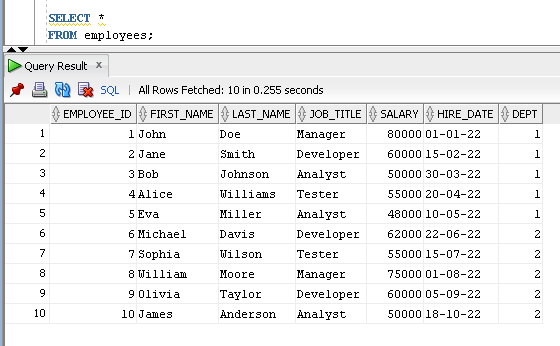 SELECT *
FROM employees;
Query Result x
SQL | All Rows Fetched: 10 in 0.255 seconds
EMPLOYEE_ID FIRST_NAME LAST_NAME JOB_TITLE SALARY HIRE_DATE DEPT
1 1 John Doe Manager 80000 01-01-22 1
2 2 Jane Smith Developer 60000 15-02-22 1
3 3 Bob Johnson Analyst 50000 30-03-22 1
4 4 Alice Williams Tester 55000 20-04-22 1
5 5 Eva Miller Analyst 48000 10-05-22 1
6 6 Michael Davis Developer 62000 22-06-22 2
7 7 Sophia Wilson Tester 55000 15-07-22 2
8 8 William Moore Manager 75000 01-08-22 2
9 9 Olivia Taylor Developer 60000 05-09-22 2
10 10 James Anderson Analyst 50000 18-10-22 2